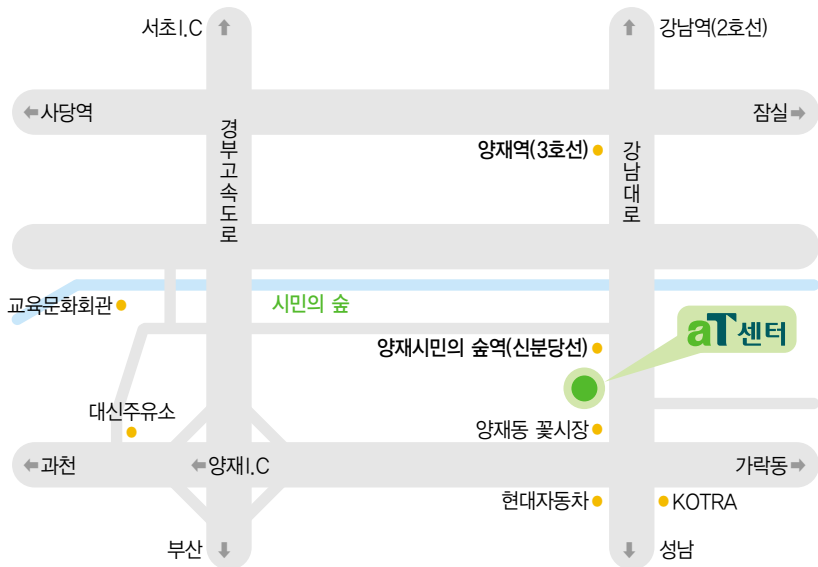 서초I.C
강남역(2호선)
사당역
잠실
경부고속도로
양재역(3호선)
강남대로
교육문화회관
시민의 숲
aT센터
양재시민의 숲역(신분당선)
대신주유소
양재동 꽃시장
과천
양재I.C
가락동
현대자동차
KOTRA
부산
성남